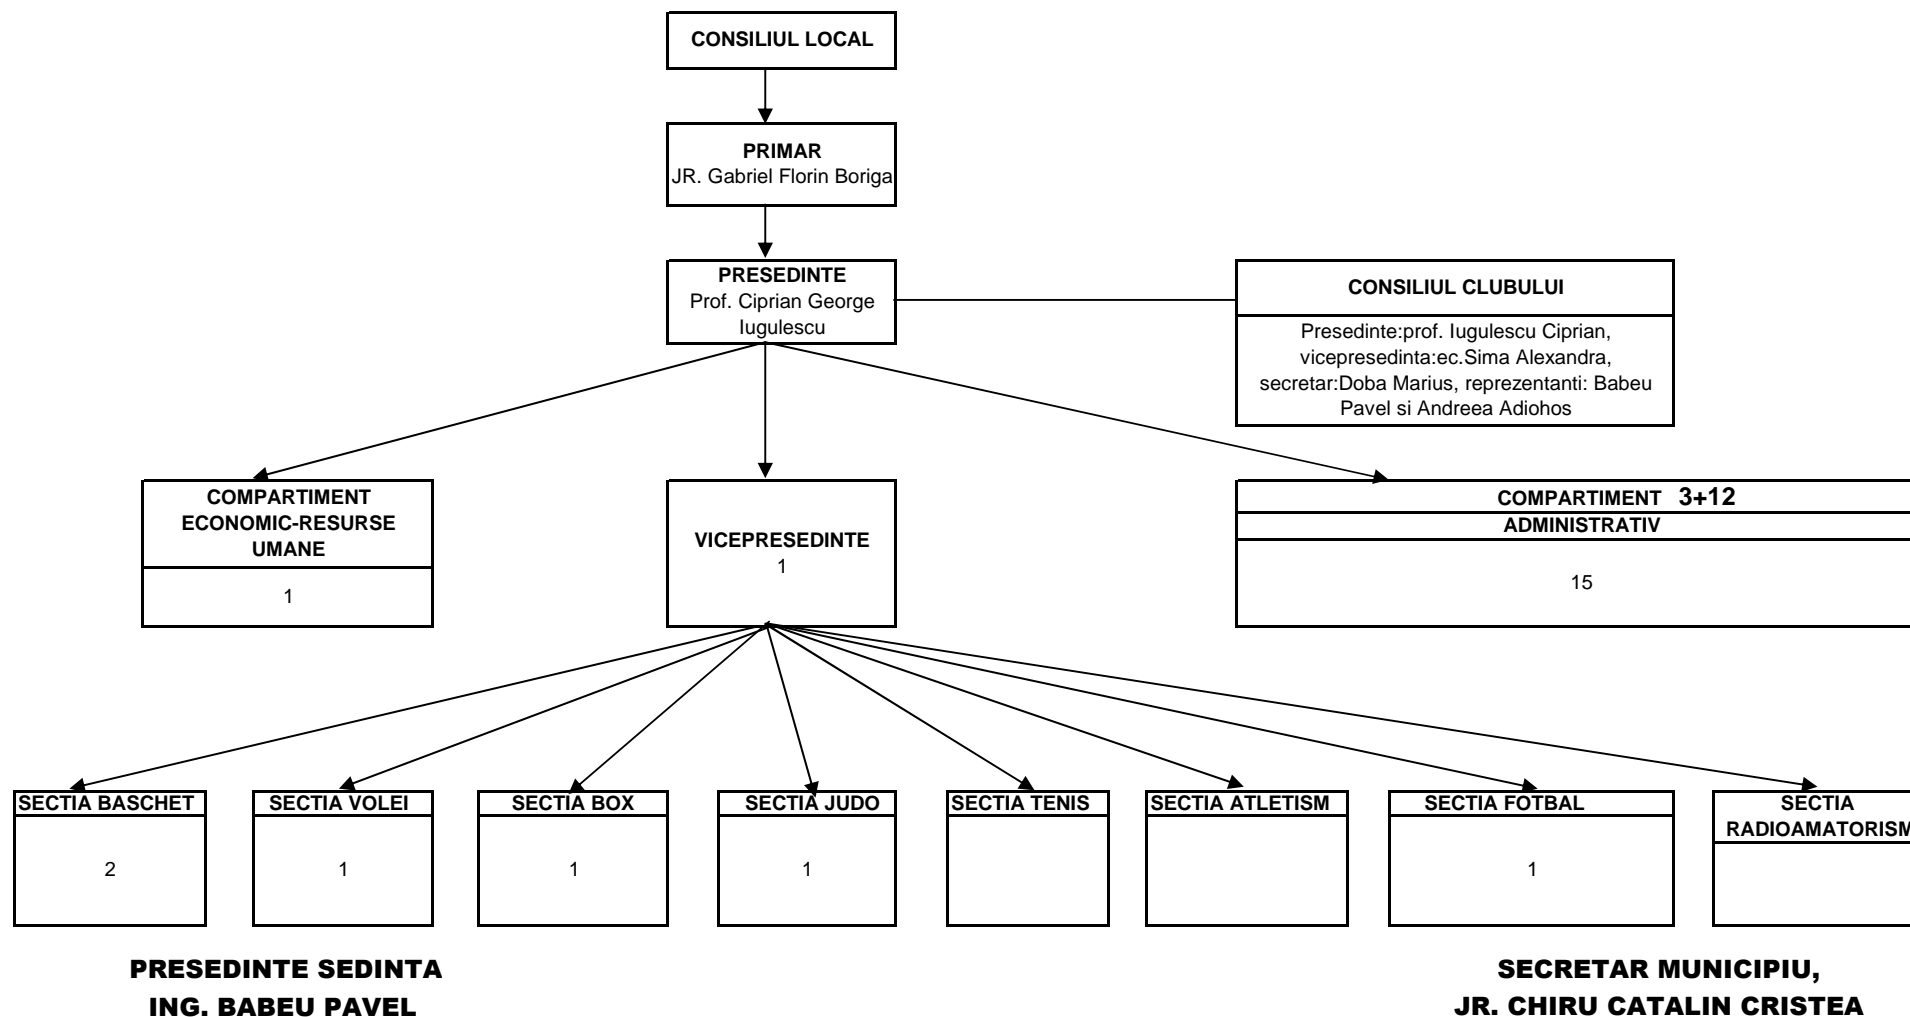 CONSILIUL LOCAL
PRIMAR
JR. Gabriel Florin Boriga
PRESEDINTE
Prof. Ciprian George
Iugulescu
CONSILIUL CLUBULUI
Presedinte:prof. Iugulescu Ciprian,
vicepresedinta:ec.Sima Alexandra,
secretar:Doba Marius, reprezentanti: Babeu
Pavel si Andreea Adiohos
COMPARTIMENT
ECONOMIC-RESURSE
UMANE
1
VICEPRESEDINTE
1
COMPARTIMENT 3+12
ADMINISTRATIV
15
SECTIA BASCHET
2
SECTIA VOLEI
1
SECTIA BOX
1
SECTIA JUDO
1
SECTIA TENIS
SECTIA ATLETISM
SECTIA FOTBAL
1
SECTIA
RADIOAMATORISM
PRESEDINTE SEDINTA
ING. BABEU PAVEL
SECRETAR MUNICIPIU,
JR. CHIRU CATALIN CRISTEA